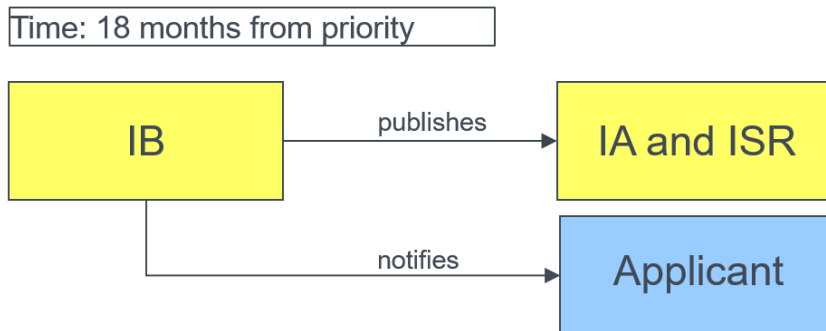 Time: 18 months from priority
IB
publishes
IA and ISR
notifies
Applicant